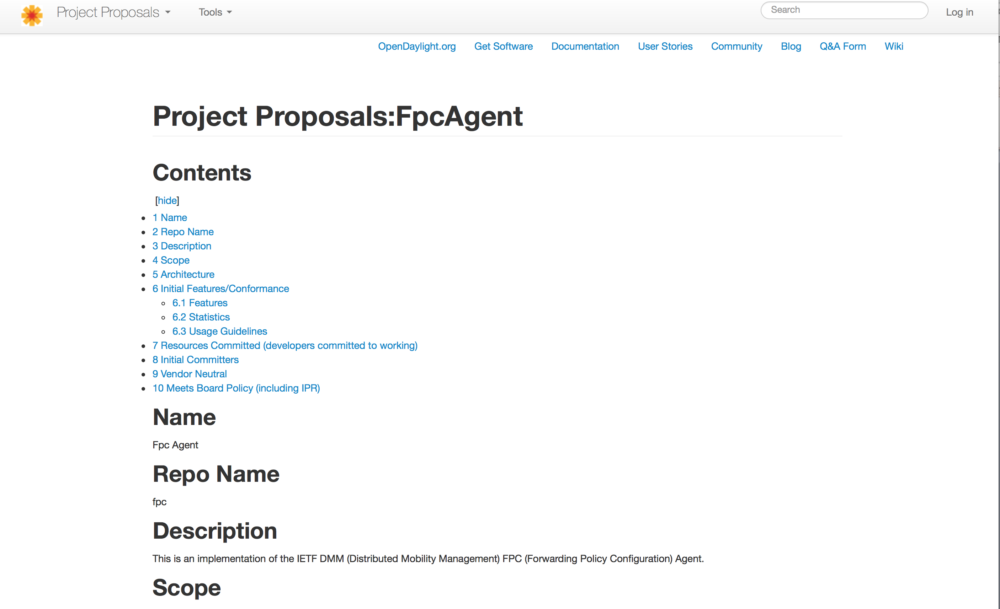 Project Proposals
Tools
Search
Log in
OpenDaylight.org
Get Software
Documentation
User Stories
Community
Blog
Q&A Form
Wiki
Project Proposals:FpcAgent
Contents
[hide]
1 Name
2 Repo Name
3 Description
4 Scope
5 Architecture
6 Initial Features/Conformance
6.1 Features
6.2 Statistics
6.3 Usage Guidelines
7 Resources Committed (developers committed to working)
8 Initial Committers
9 Vendor Neutral
10 Meets Board Policy (including IPR)
Name
Fpc Agent
Repo Name
fpc
Description
This is an implementation of the IETF DMM (Distributed Mobility Management) FPC (Forwarding Policy Configuration) Agent.
Scope